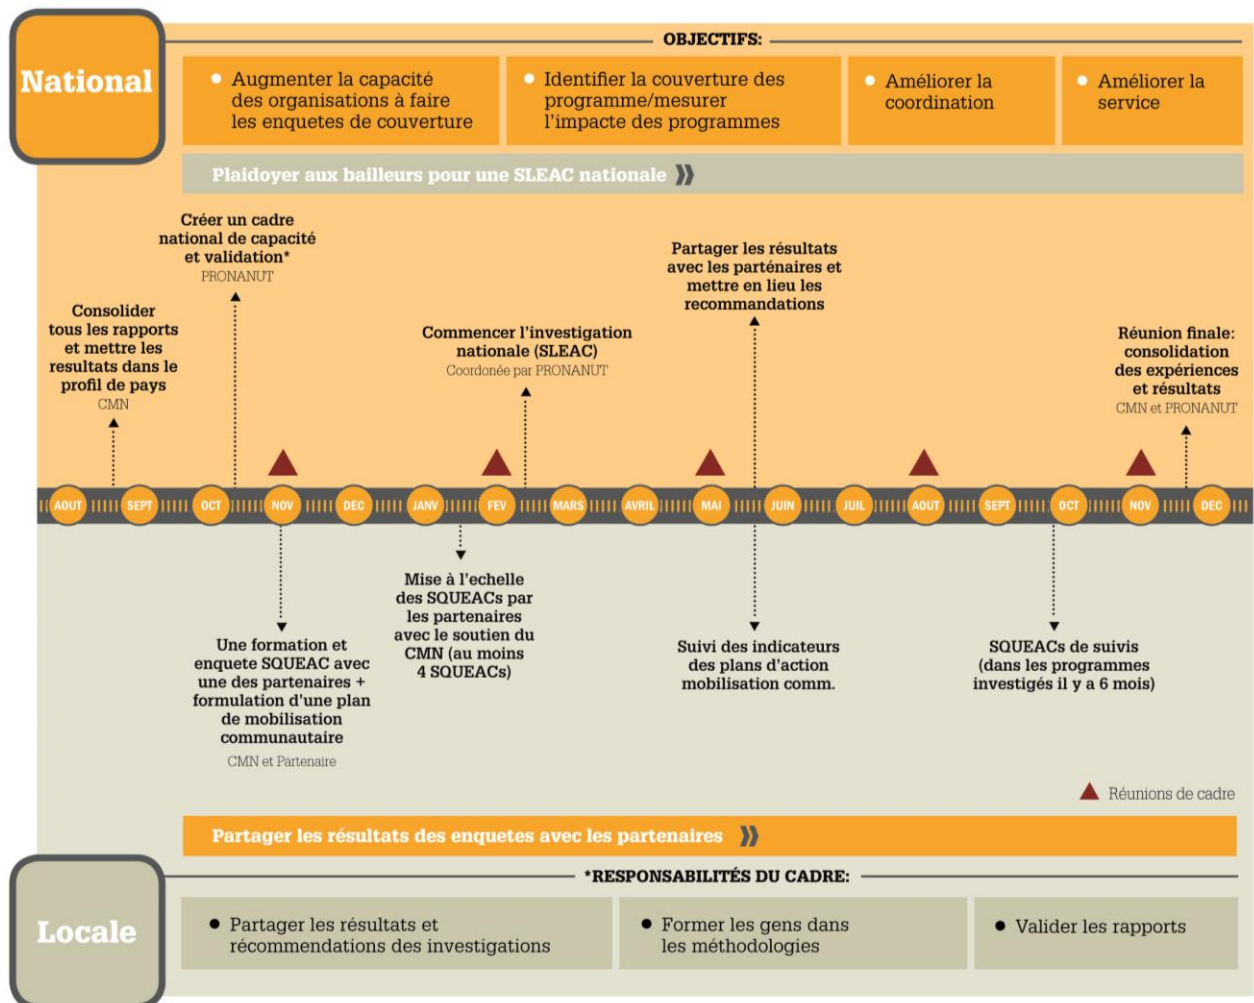 National
OBJECTIFS:
• Augmenter la capacité
des organisations à faire
les enquetes de couverture
• Identifier la couverture des
programme/mesurer
l'impacte des programmes
• Améliorer la
coordination
• Améliorer la
service
Plaidoyer aux bailleurs pour une SLEAC nationale
Consolider
tous les rapports
et mettre les
resultats dans le
profil de pays
CMN
Créer un cadre
national de capacité
et validation*
PRONANUT
Commencer l'investigation
nationale (SLEAC)
Coordonée par PRONANUT
Partager les résultats
avec les parténaires et
mettre en lieu les
recommandations
Réunion finale:
consolidation
des expériences
et résultats
CMN et PRONANUT
AOUT SEPT OCT NOV DEC JANV FEV MARS AVRIL MAI JUIN JUIL AOUT SEPT OCT NOV DEC
Une formation et
enquete SQUEAC avec
une des partenaires +
formulation d'une plan
de mobilisation
communautaire
CMN et Partenaire
Mise à l'echelle
des SQUEACs par
les partenaires
avec le soutien du
CMN (au moins
4 SQUEACs)
Suivi des indicateurs
des plans d'action
mobilisation comm.
SQUEACs de suivis
(dans les programmes
investigés il y a 6 mois)
Réunions de cadre
Partager les résultats des enquetes avec les partenaires
Locale
*RESPONSABILITÉS DU CADRE:
• Partager les résultats et
récommendations des investigations
• Former les gens dans
les méthodologies
• Valider les rapports